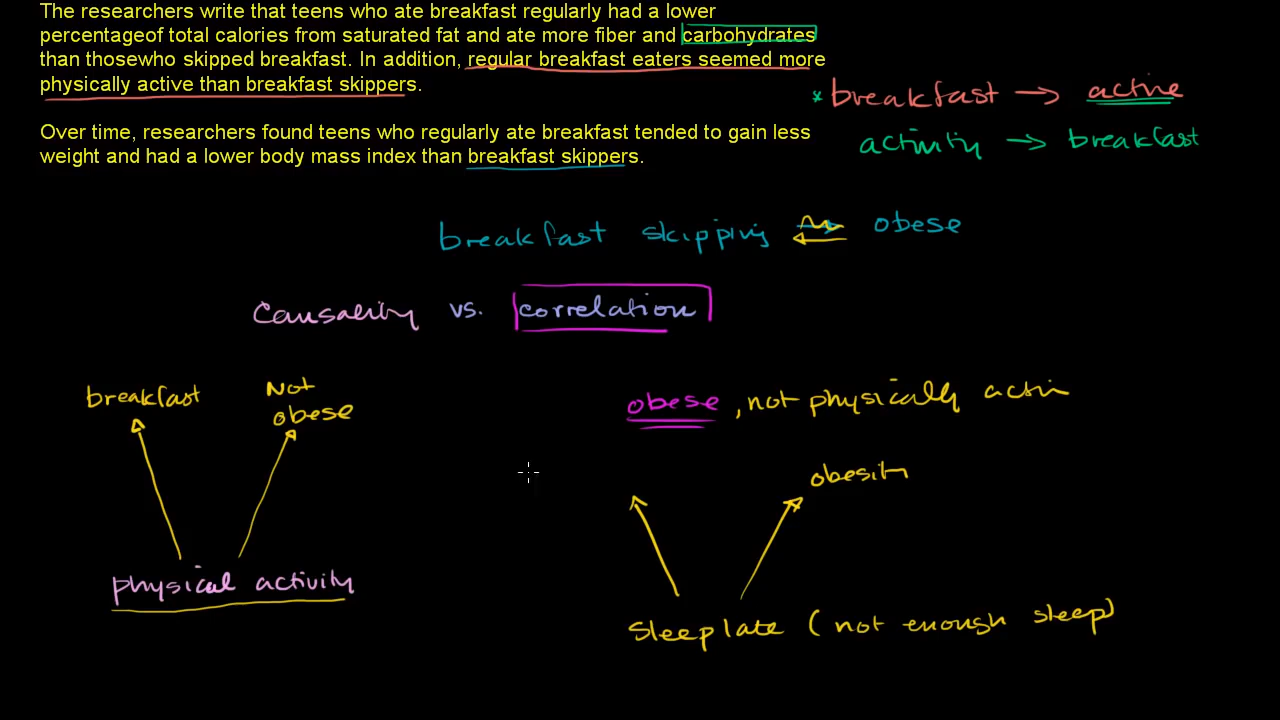 The researchers write that teens who ate breakfast regularly had a lower
percentageof total calories from saturated fat and ate more fiber and carbohydrates
than thosewho skipped breakfast. In addition, regular breakfast eaters seemed more
physically active than breakfast skippers.
* breakfast → active
Over time, researchers found teens who regularly ate breakfast tended to gain less
weight and had a lower body mass index than breakfast skippers.
activity → breakfast
breakfast skipping obese
Causality vs. correlation
breakfast
Not
obese
obese, not physically activ
obesity
physical activity
Sleep late (not enough sleep)